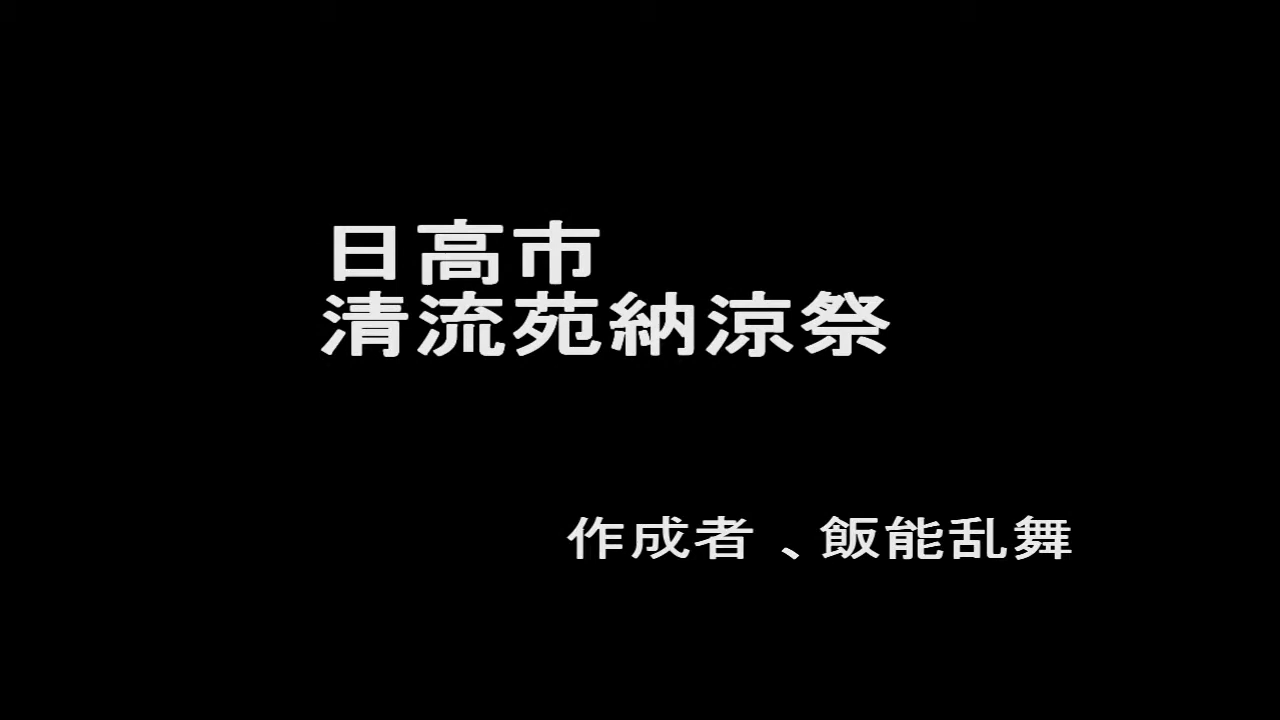 日高市
清流苑納涼祭
作成者 、飯能乱舞